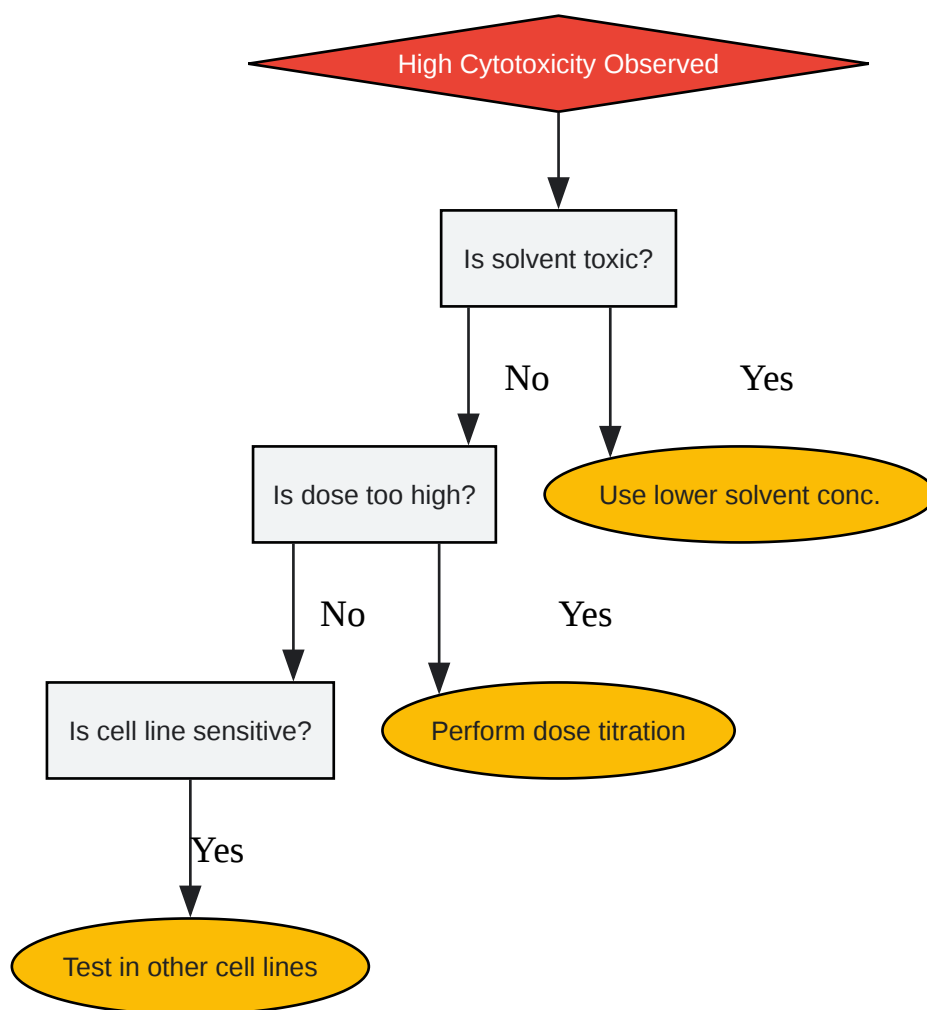 High Cytotoxicity Observed
Is solvent toxic?
No
Yes
Is dose too high?
Use lower solvent conc.
No
Yes
Is cell line sensitive?
Perform dose titration
Yes
Test in other cell lines